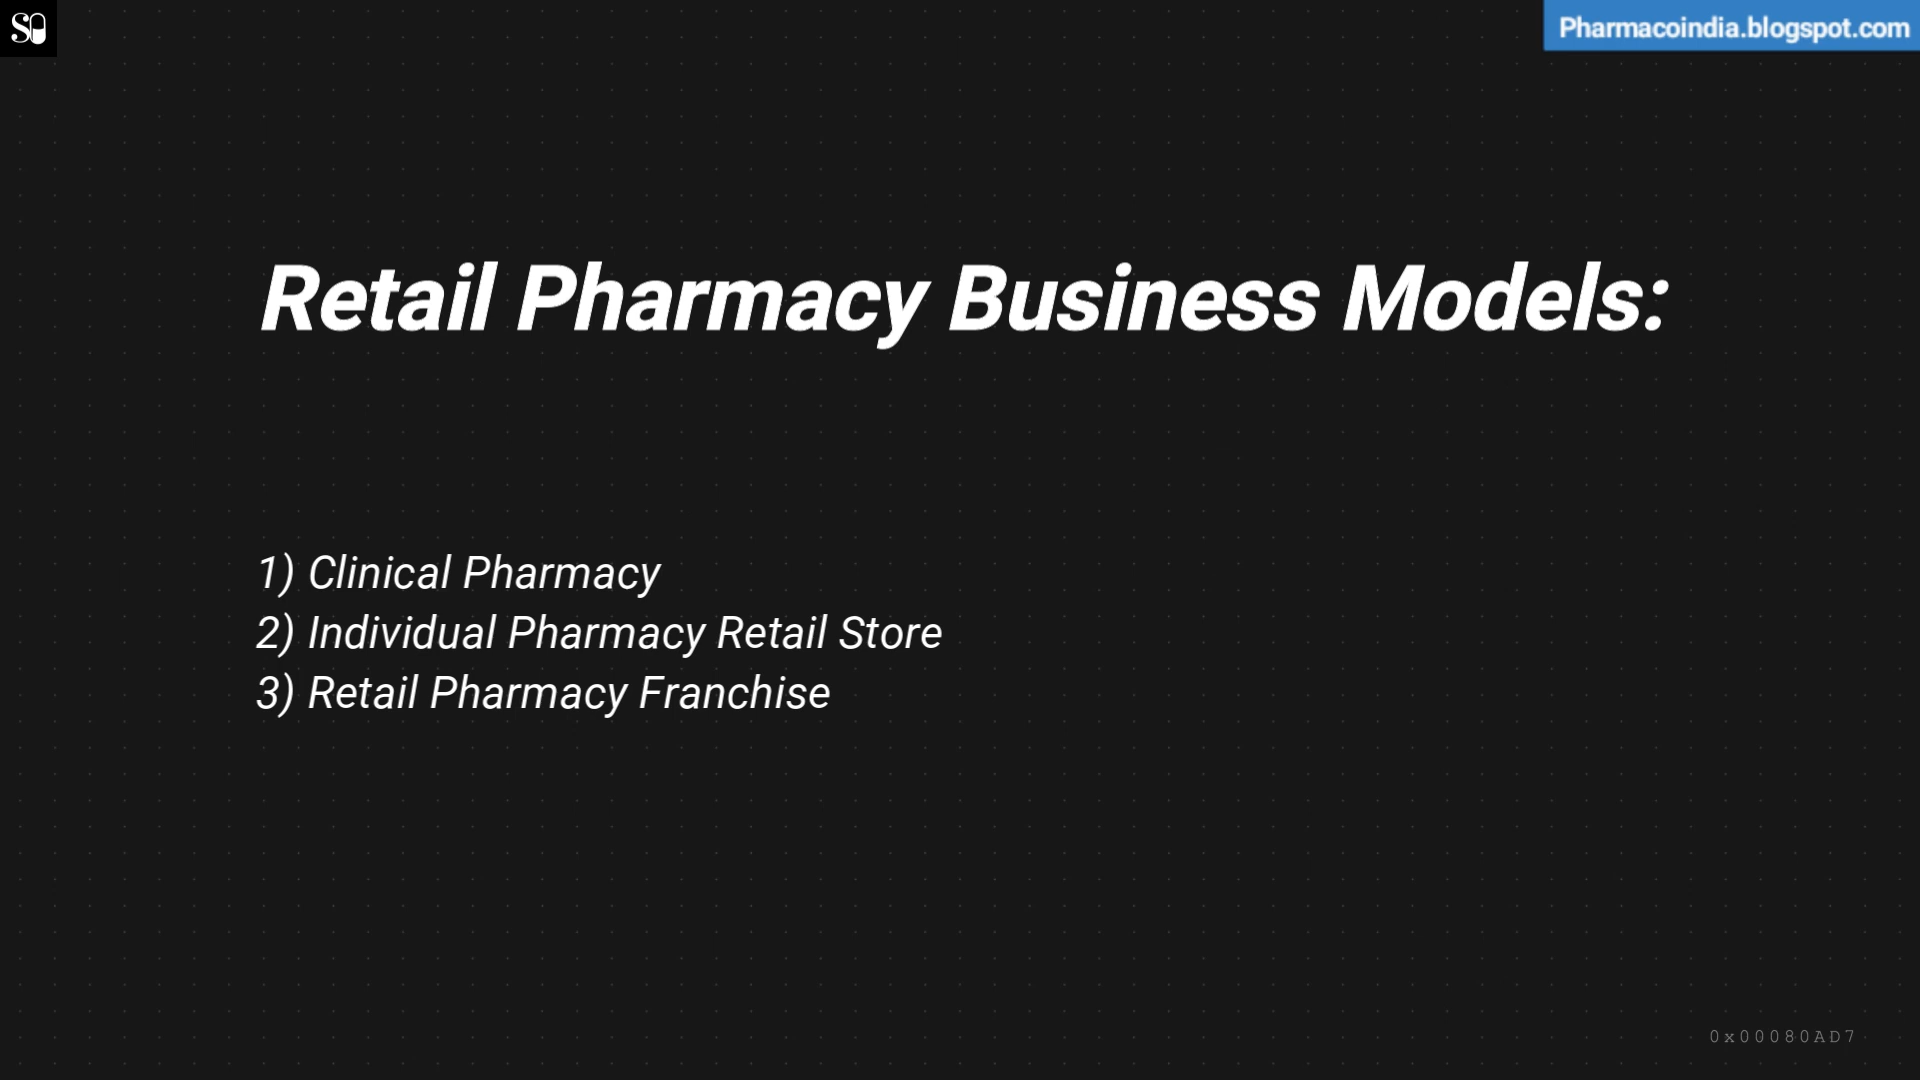 S
Pharmacoindia.blogspot.com
Retail Pharmacy Business Models:
1) Clinical Pharmacy
2) Individual Pharmacy Retail Store
3) Retail Pharmacy Franchise
0x00080AD7